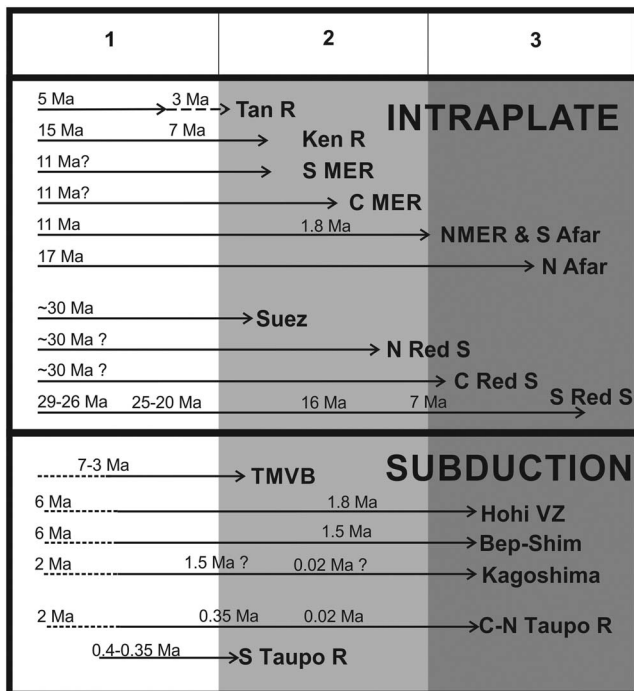 1 2 3
5 Ma 3 Ma Tan R
INTRAPLATE
15 Ma 7 Ma Ken R
11 Ma? S MER
11 Ma? C MER
11 Ma 1.8 Ma NMER & S Afar
17 Ma N Afar
~30 Ma Suez
~30 Ma ? N Red S
~30 Ma ? C Red S
29-26 Ma 25-20 Ma 16 Ma 7 Ma S Red S
7-3 Ma TMVB
SUBDUCTION
6 Ma 1.8 Ma Hohi VZ
6 Ma 1.5 Ma Bep-Shim
2 Ma 1.5 Ma ? 0.02 Ma ? Kagoshima
2 Ma 0.35 Ma 0.02 Ma C-N Taupo R
0.4-0.35 Ma S Taupo R